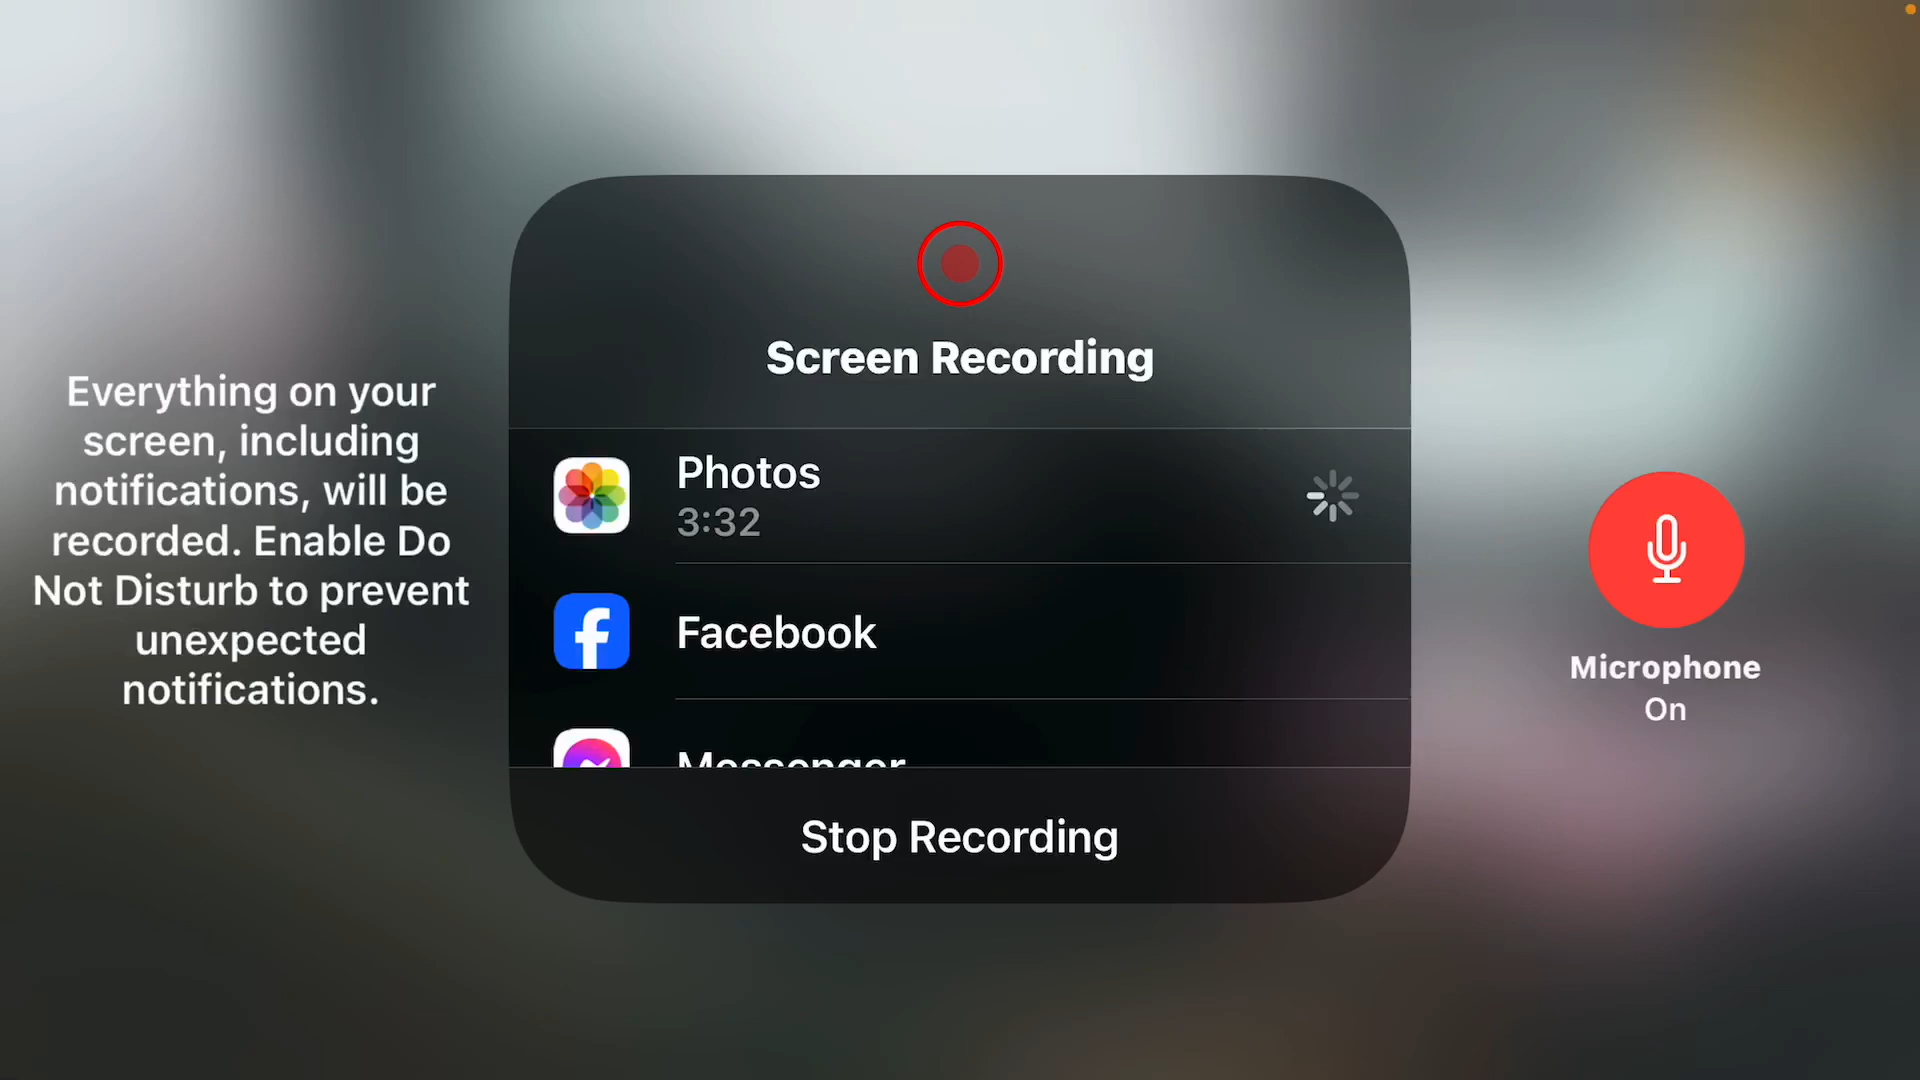 Screen Recording
Everything on your
screen, including
notifications, will be
recorded. Enable Do
Not Disturb to prevent
unexpected
notifications.
Photos
3:32
Facebook
Messenger
Stop Recording
Microphone
On